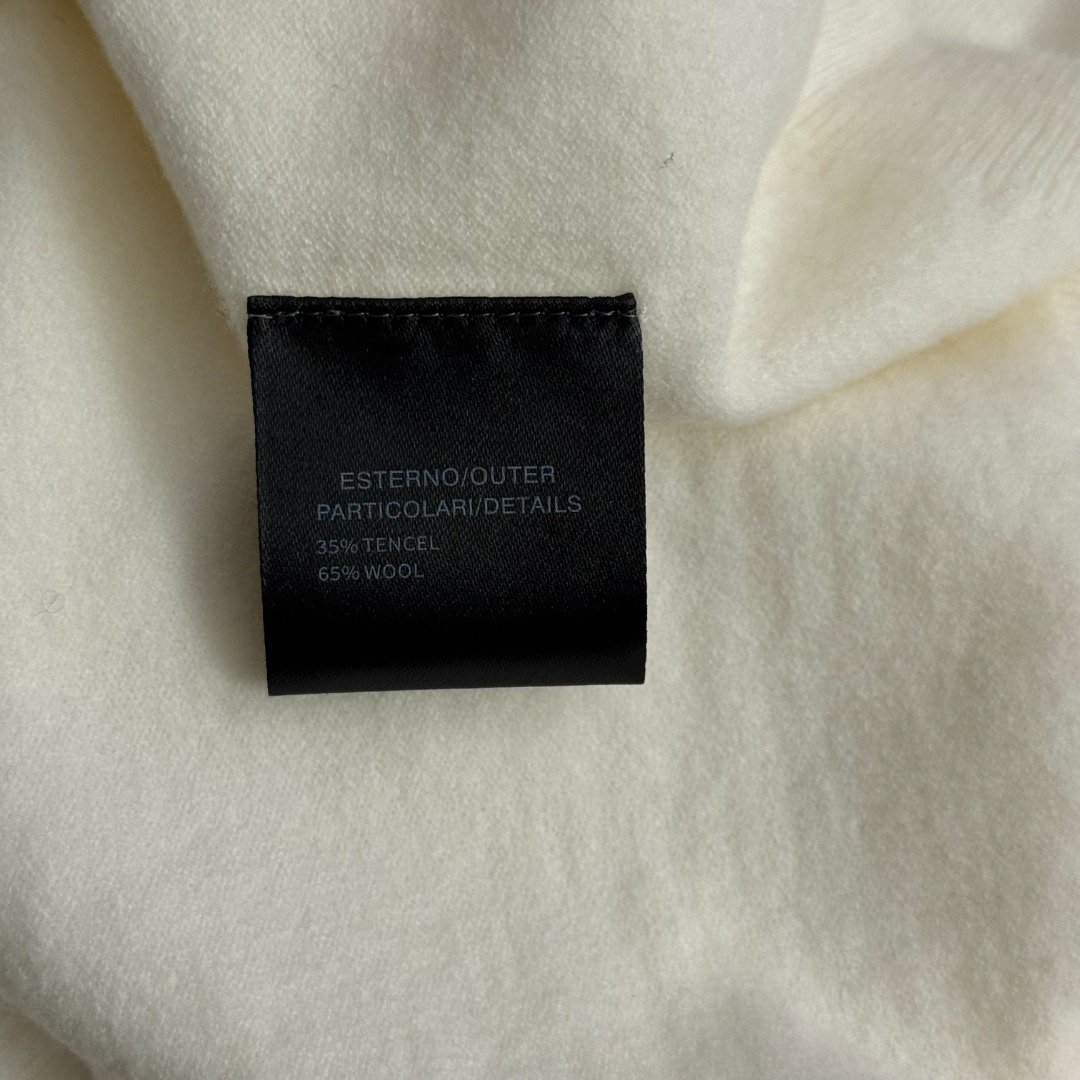 ESTERNO/OUTER
PARTICOLARI/DETAILS
35% TENCEL
65% WOOL